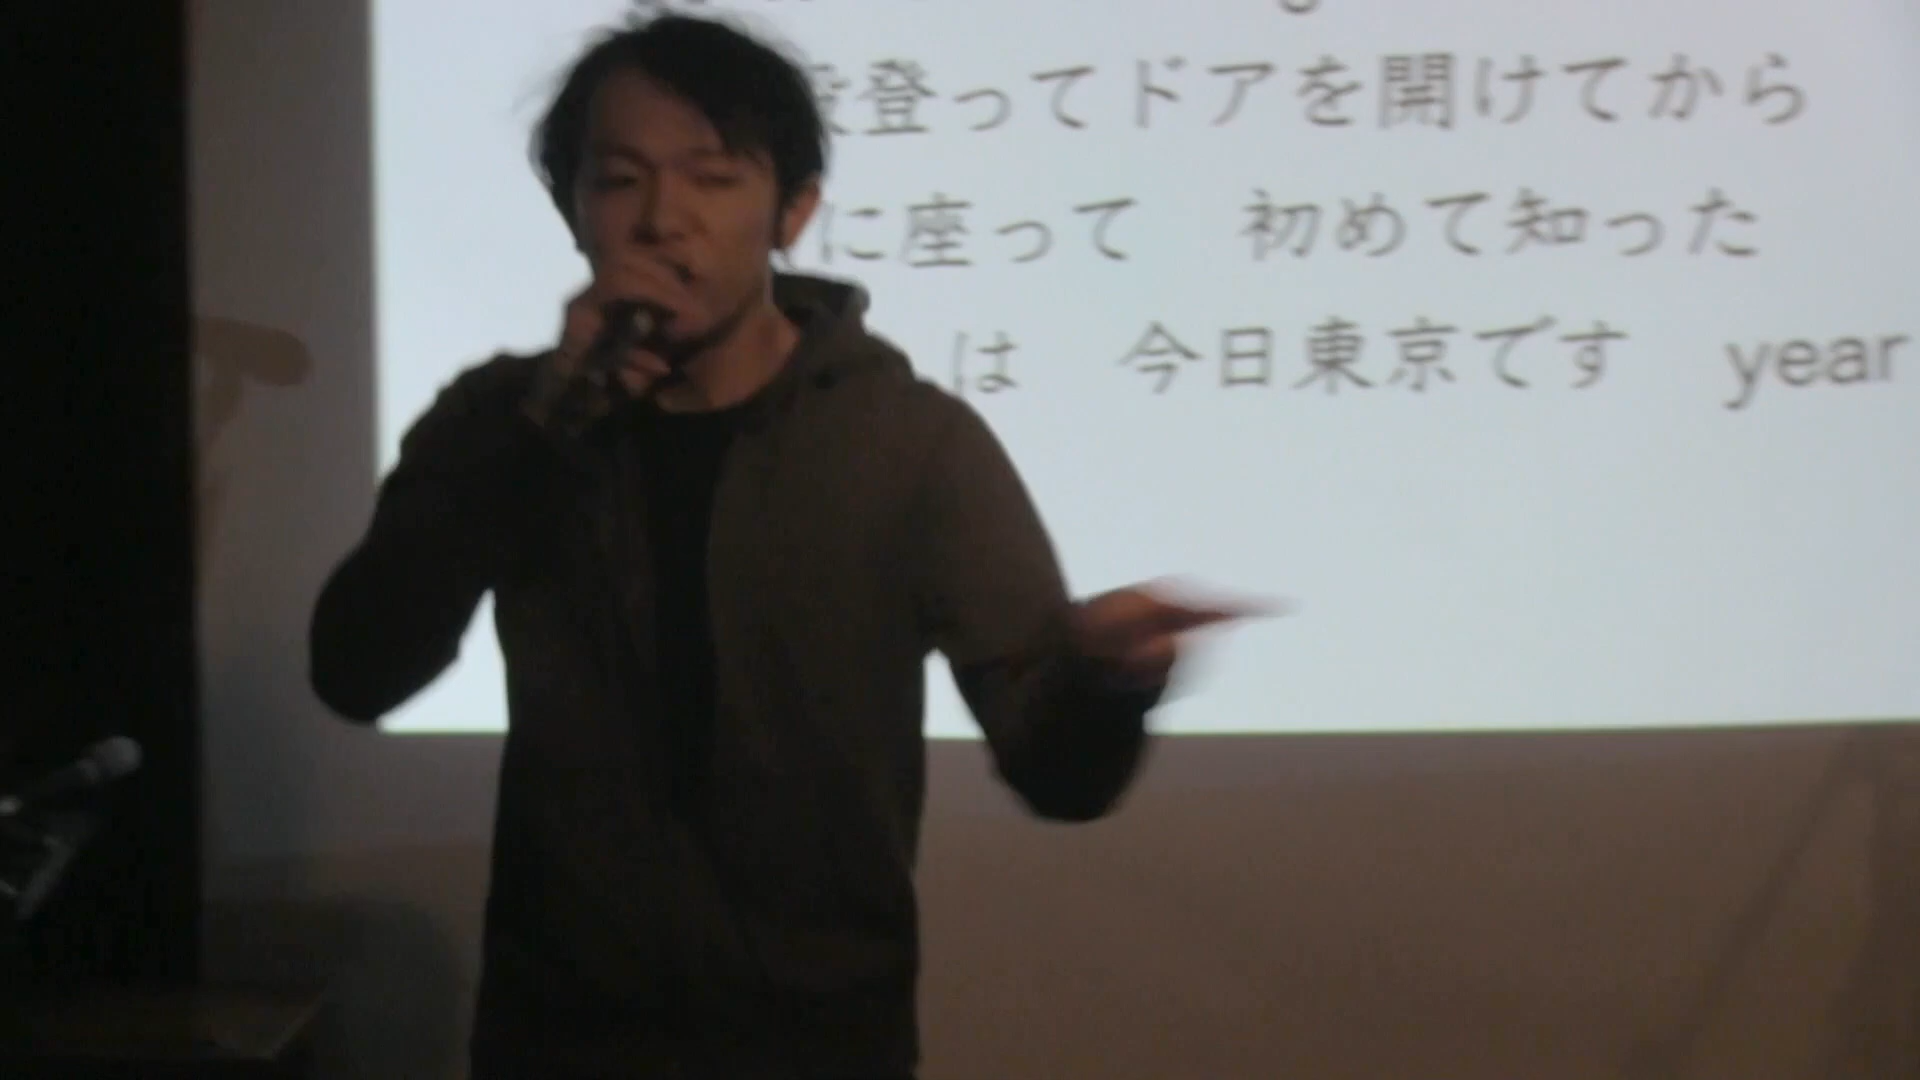 段登ってドアを開けてから
に座って　初めて知った
は　今日東京です　year